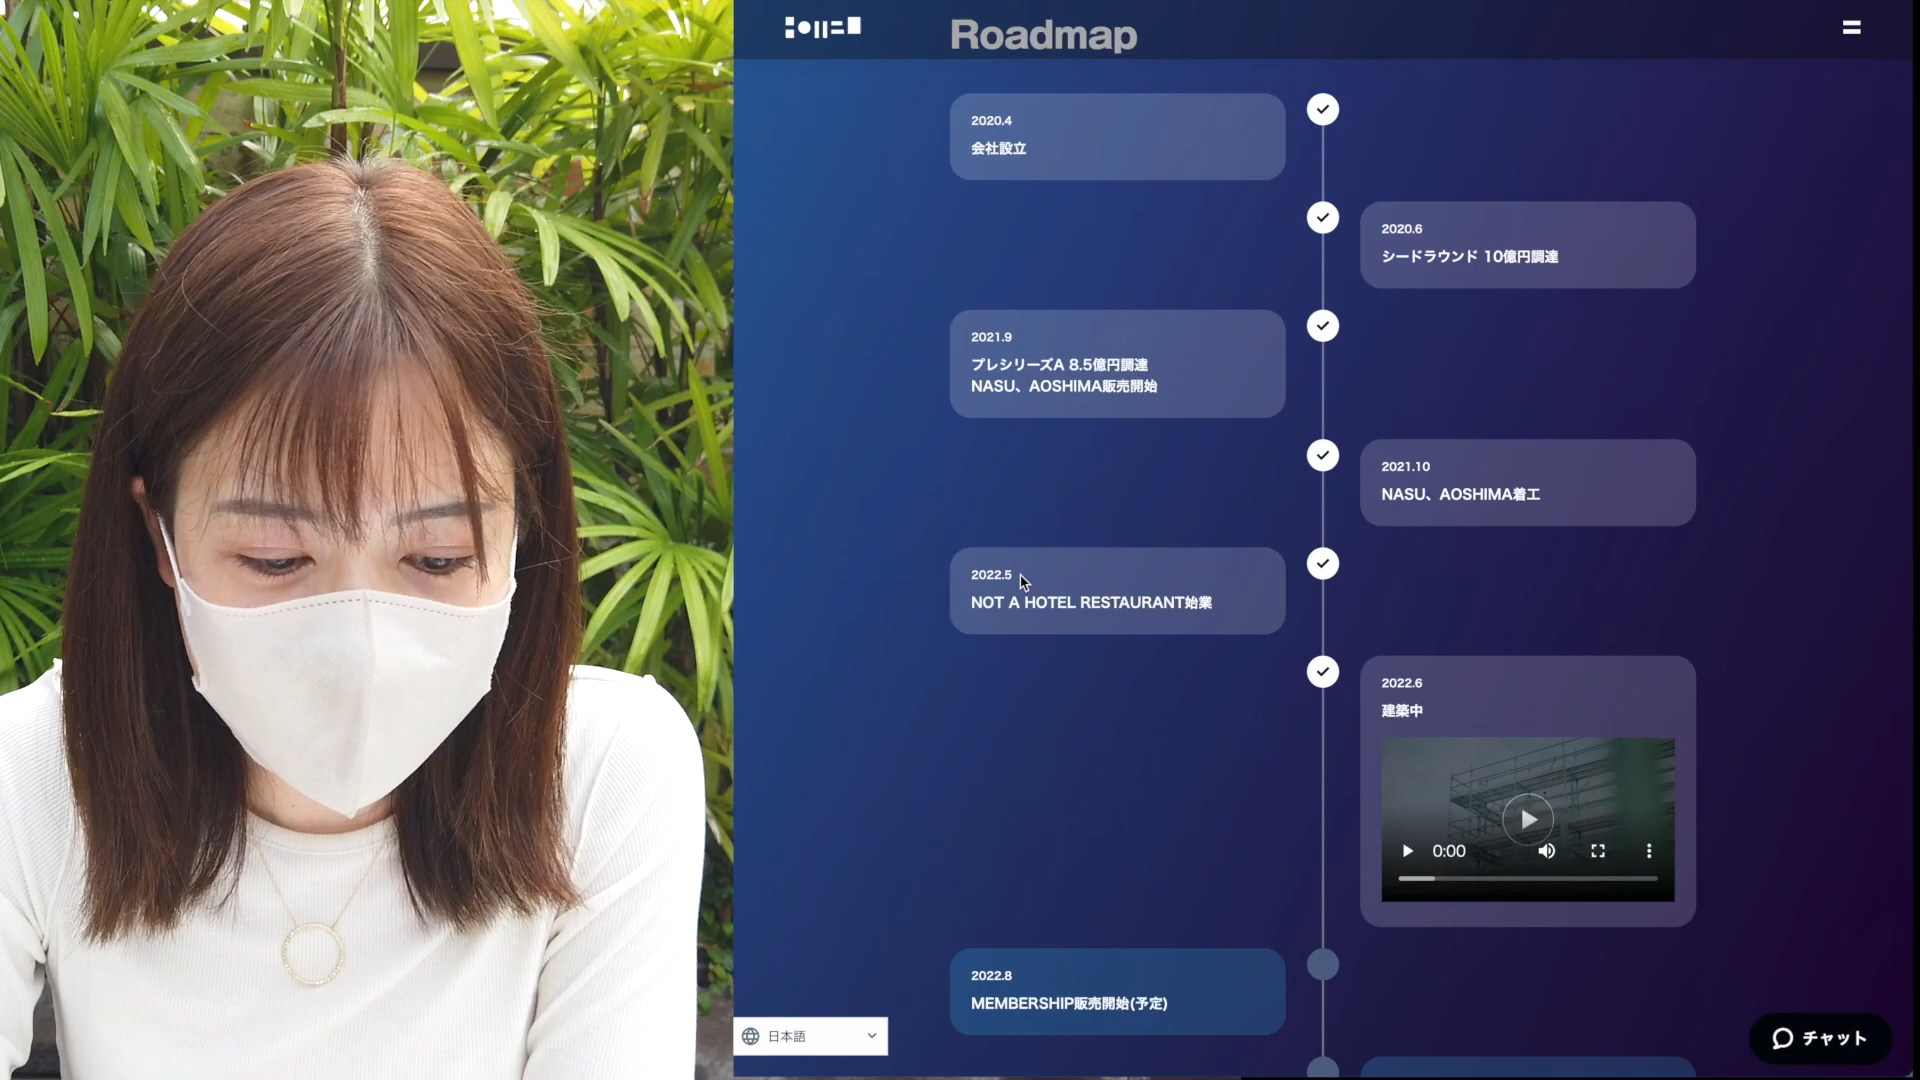 Roadmap
2020.4
会社設立
2020.6
シードラウンド 10億円調達
2021.9
プレシリーズA 8.5億円調達
NASU、AOSHIMA販売開始
2021.10
NASU、AOSHIMA着工
2022.5
NOT A HOTEL RESTAURANT始業
2022.6
建築中
0:00
2022.8
MEMBERSHIP販売開始(予定)
日本語
チャット